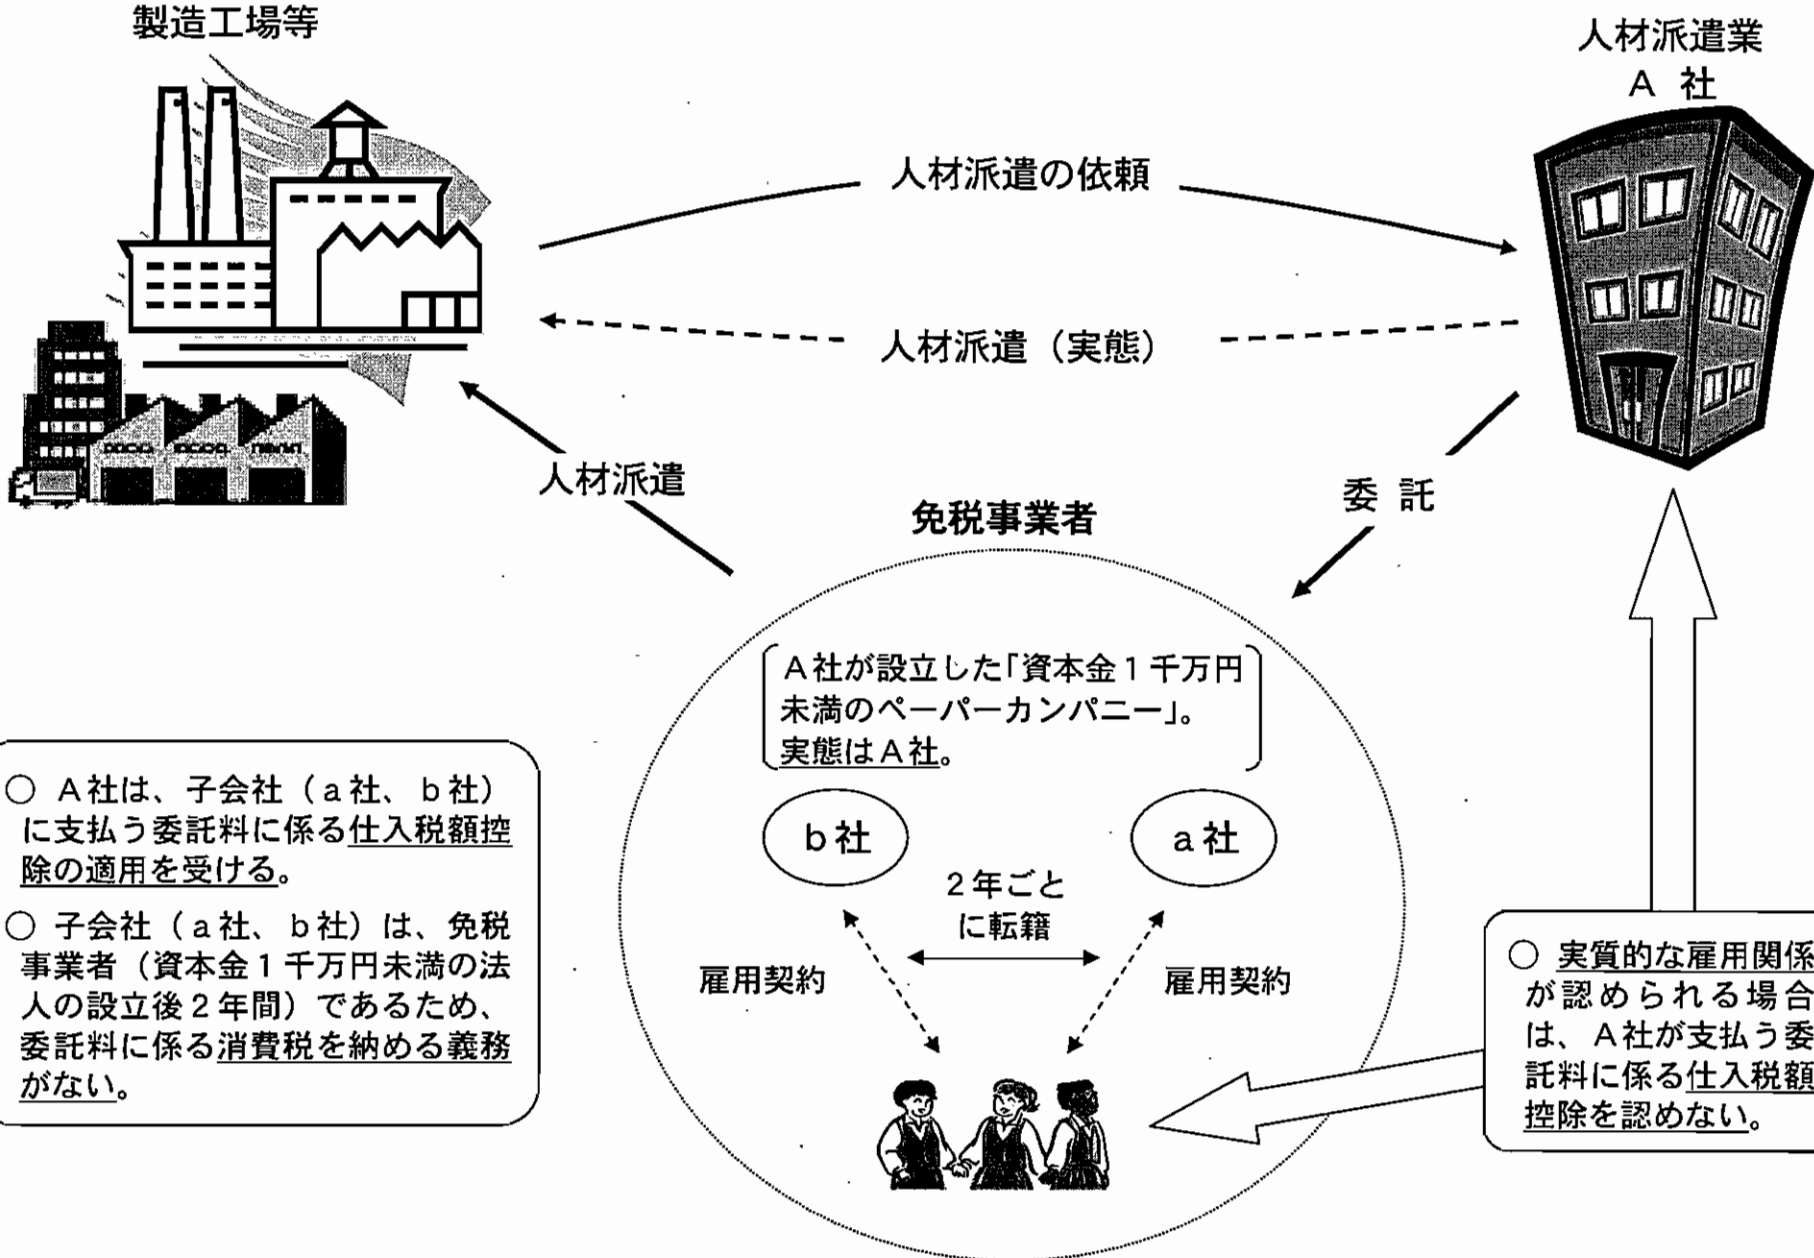 製造工場等
人材派遣業
A 社
人材派遣の依頼
人材派遣（実態）
人材派遣
委 託
免税事業者
A社が設立した「資本金1千万円
未満のペーパーカンパニー」。
実態はA社。
b社
a社
2年ごと
に転籍
雇用契約
雇用契約
○ A社は、子会社（a社、b社）
に支払う委託料に係る仕入税額控
除の適用を受ける。
○ 子会社（a社、b社）は、免税
事業者（資本金1千万円未満の法
人の設立後2年間）であるため、
委託料に係る消費税を納める義務
がない。
○ 実質的な雇用関係
が認められる場合
は、A社が支払う委
託料に係る仕入税額
控除を認めない。